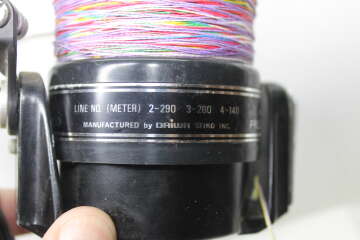 LINE NO. (METER) 2-290 3-200 4-140
MANUFACTURED by DAIWA SEIKO INC.